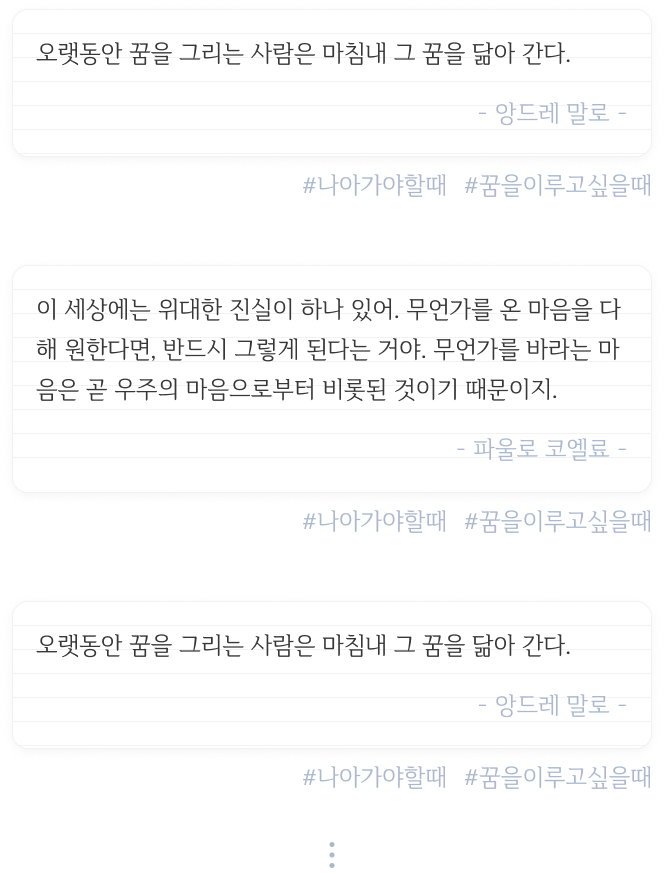 오랫동안 꿈을 그리는 사람은 마침내 그 꿈을 닮아 간다.
- 앙드레 말로 -
#나아가야할때 #꿈을이루고싶을때
이 세상에는 위대한 진실이 하나 있어. 무언가를 온 마음을 다
해 원한다면, 반드시 그렇게 된다는 거야. 무언가를 바라는 마
음은 곧 우주의 마음으로부터 비롯된 것이기 때문이지.
- 파울로 코엘료 -
#나아가야할때 #꿈을이루고싶을때
오랫동안 꿈을 그리는 사람은 마침내 그 꿈을 닮아 간다.
- 앙드레 말로 -
#나아가야할때 #꿈을이루고싶을때